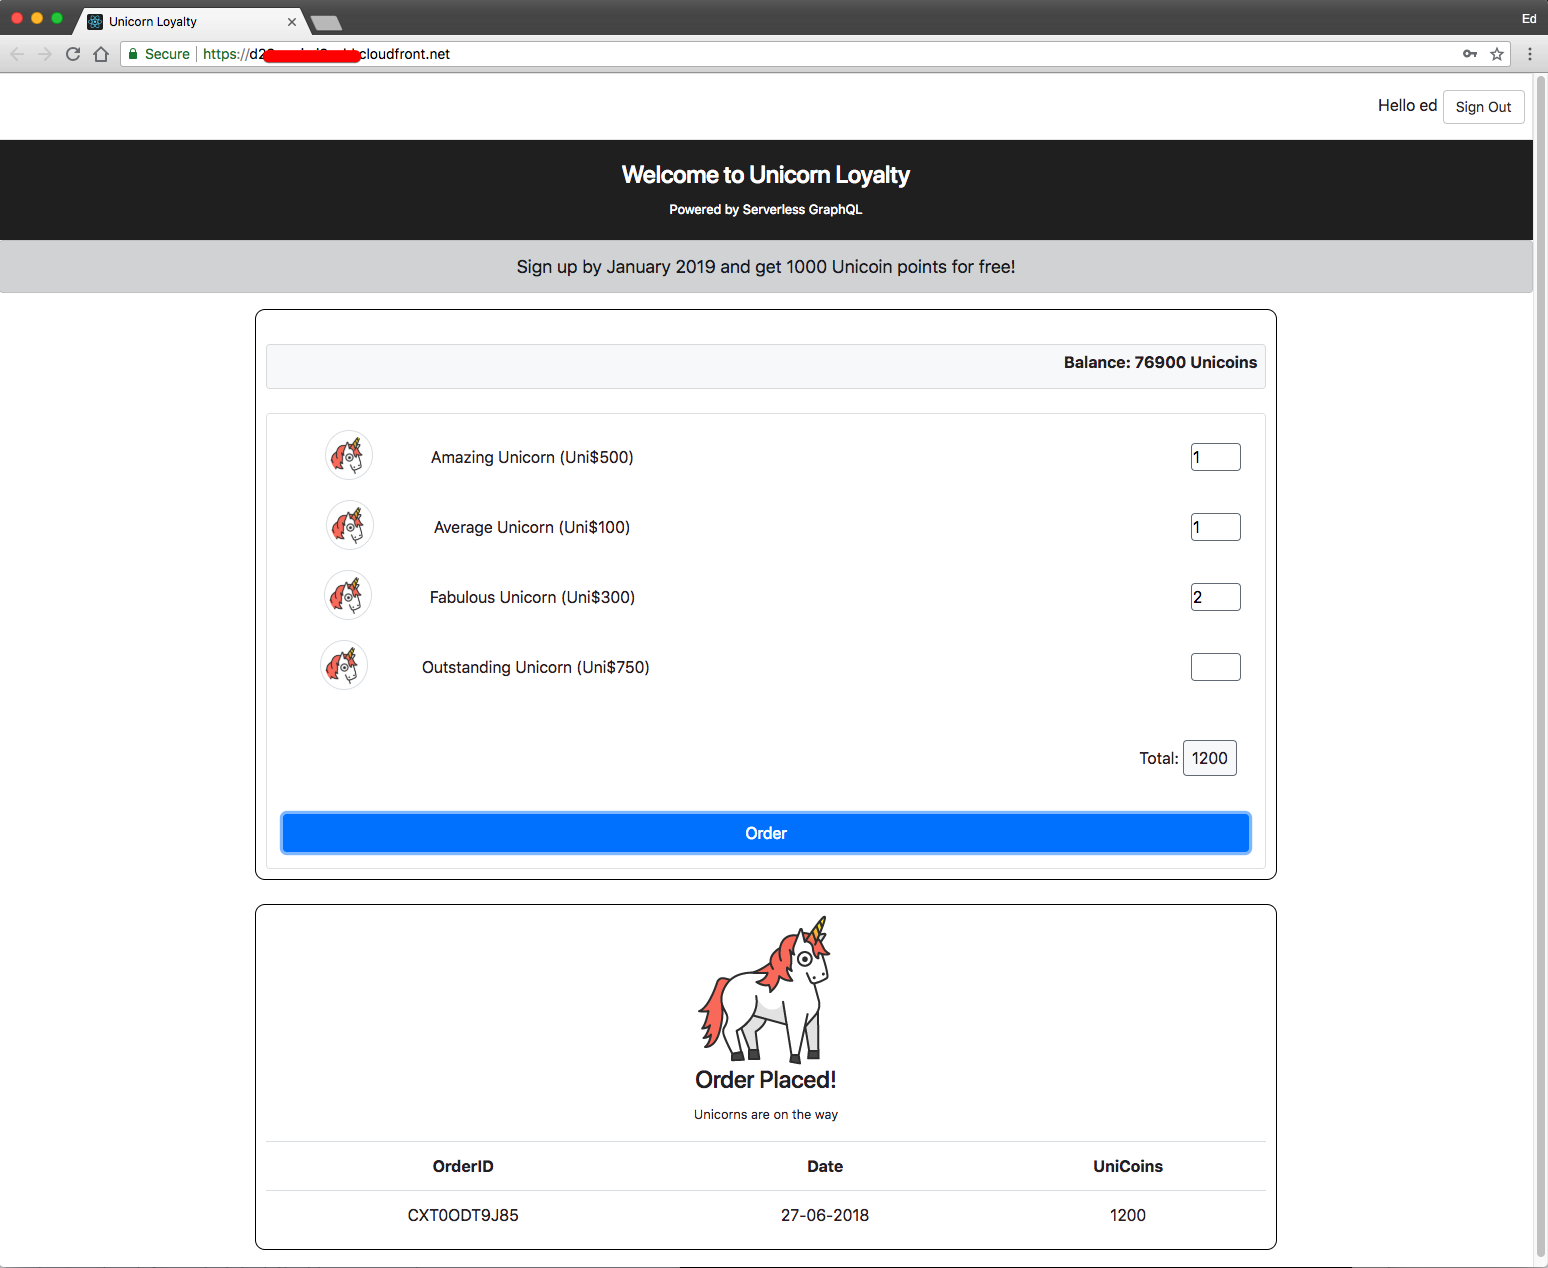 Unicorn Loyalty
Ed
Secure https://d2 cloudfront.net
Hello ed Sign Out
Welcome to Unicorn Loyalty
Powered by Serverless GraphQL
Sign up by January 2019 and get 1000 Unicoin points for free!
Balance: 76900 Unicoins
Amazing Unicorn (Uni$500) 1
Average Unicorn (Uni$100) 1
Fabulous Unicorn (Uni$300) 2
Outstanding Unicorn (Uni$750)
Total: 1200
Order
Order Placed!
Unicorns are on the way
OrderID Date UniCoins
CXT0ODT9J85 27-06-2018 1200